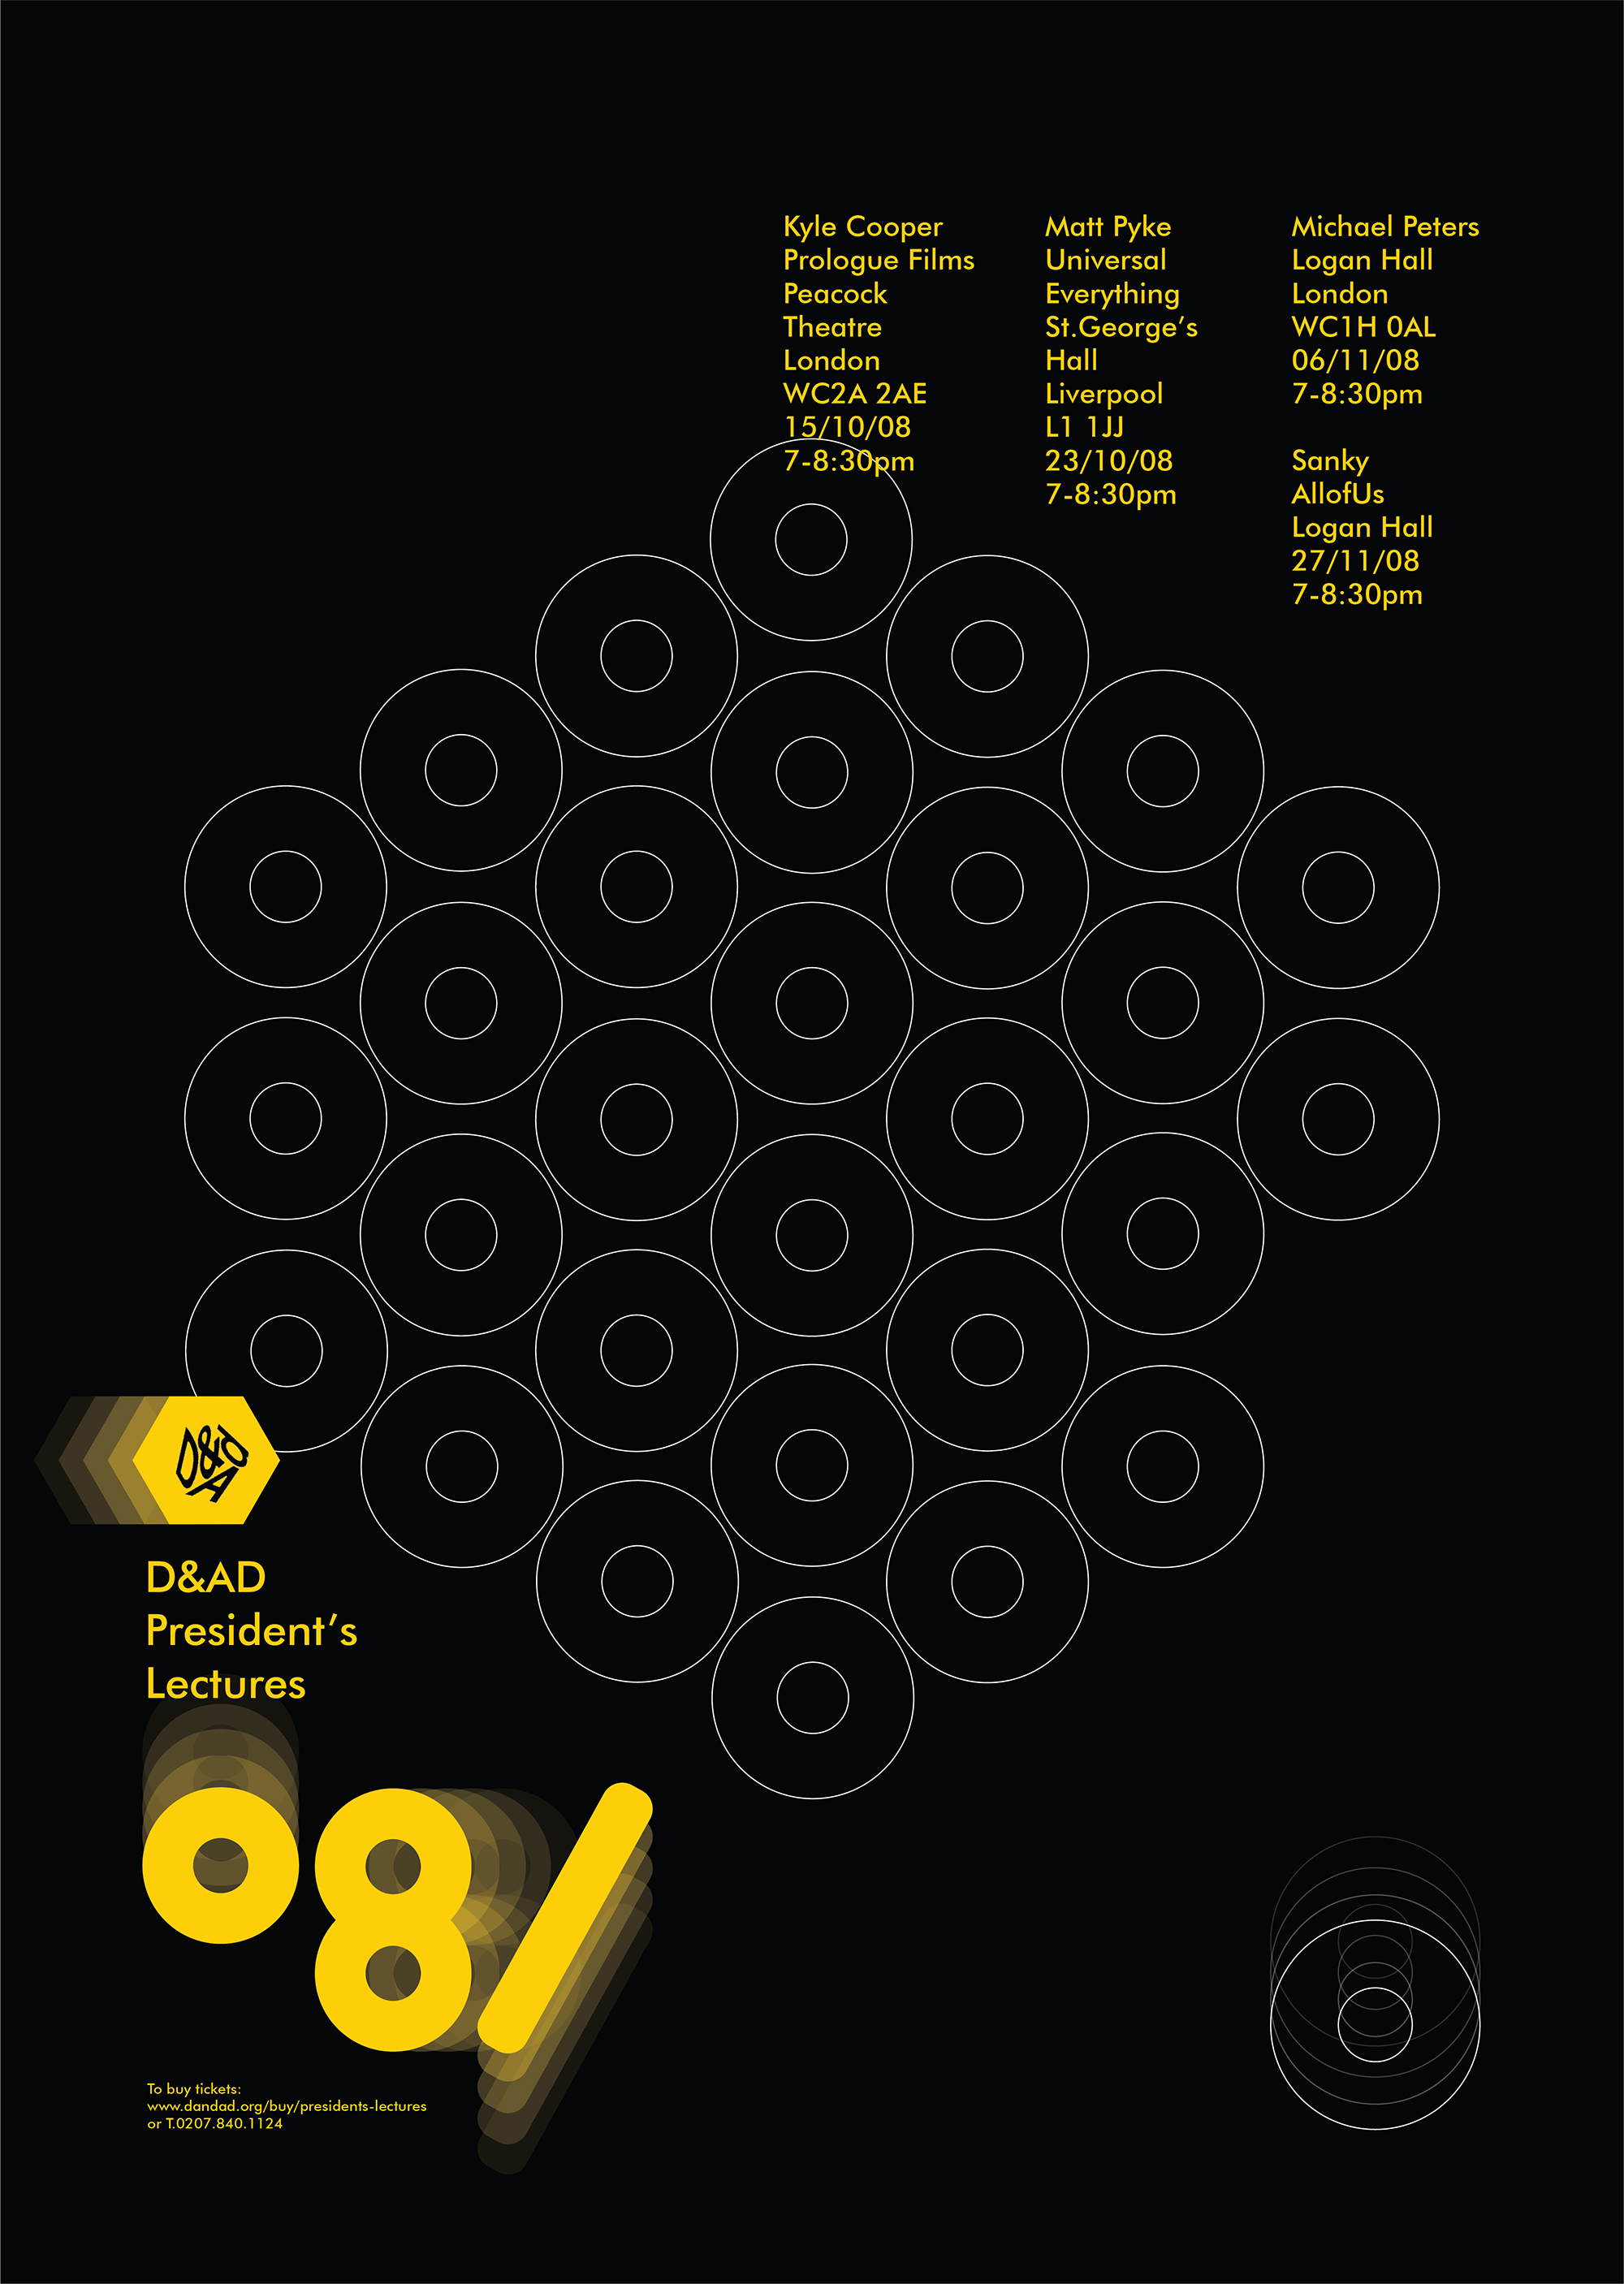 Kyle Cooper
Prologue Films
Peacock
Theatre
London
WC2A 2AE
15/10/08
7-8:30pm
Matt Pyke
Universal
Everything
St.George’s
Hall
Liverpool
L1 1JJ
23/10/08
7-8:30pm
Michael Peters
Logan Hall
London
WC1H 0AL
06/11/08
7-8:30pm
Sanky
AllofUs
Logan Hall
27/11/08
7-8:30pm
D&AD
D&AD
President’s
Lectures
08/
To buy tickets:
www.dandad.org/buy/presidents-lectures
or T.0207.840.1124